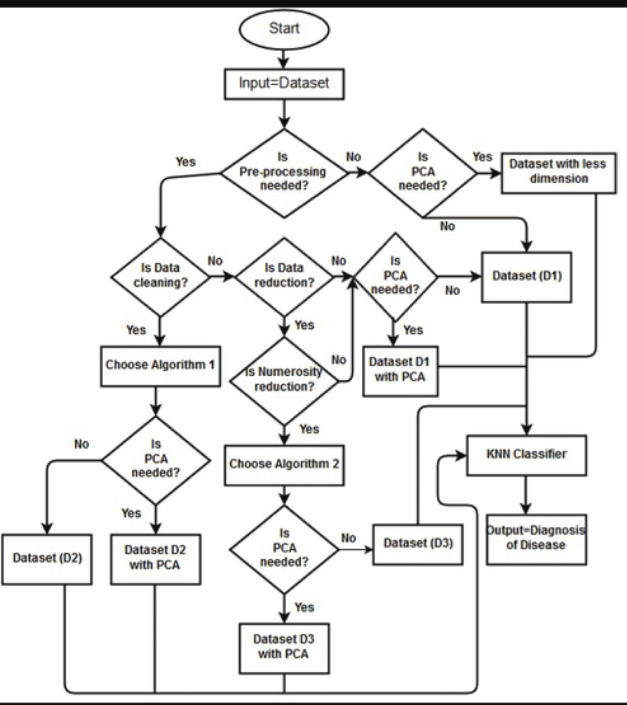 Start
Input=Dataset
Is
Pre-processing
needed?
No
Is
PCA
needed?
Yes
Dataset with less
dimension
Yes
No
Is Data
cleaning?
No
Is Data
reduction?
No
Is
PCA
needed?
No
Dataset (D1)
Yes
Choose Algorithm 1
Yes
Is Numerosity
reduction?
No
Yes
Dataset D1
with PCA
No
Is
PCA
needed?
Yes
Yes
Choose Algorithm 2
KNN Classifier
Output=Diagnosis
of Disease
Dataset (D2)
Dataset D2
with PCA
Is
PCA
needed?
No
Dataset (D3)
Yes
Dataset D3
with PCA